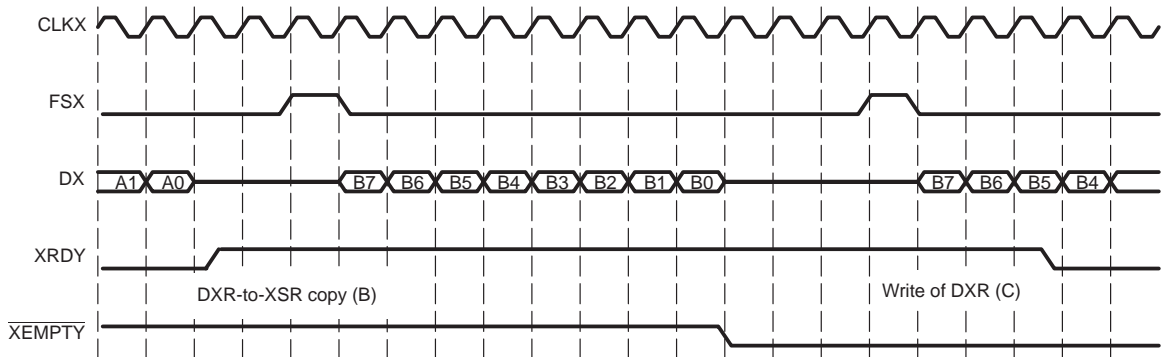 CLKX
FSX
DX A1 A0 B7 B6 B5 B4 B3 B2 B1 B0 B7 B6 B5 B4
XRDY
DXR-to-XSR copy (B) Write of DXR (C)
XEMPTY